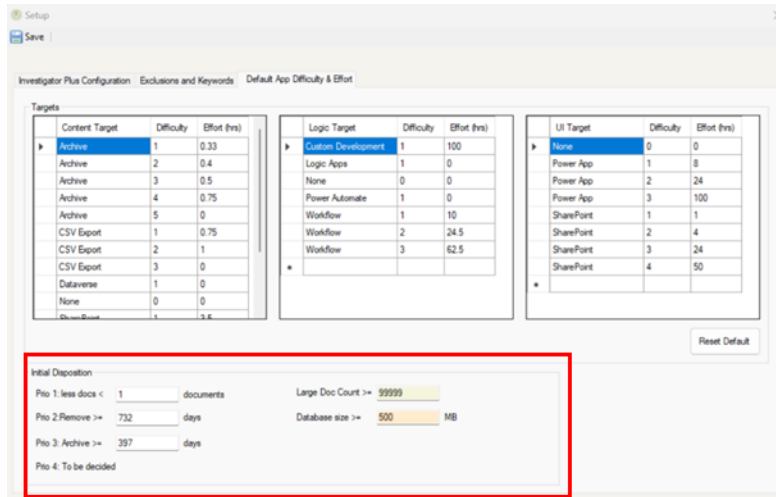 Setup
Save
Investigator Plus Configuration Exclusions and Keywords Default App Difficulty & Effort
Targets
Content Target Difficulty Effort (hrs)
Archive 1 0.33
Archive 2 0.4
Archive 3 0.5
Archive 4 0.75
Archive 5 0
CSV Export 1 0.75
CSV Export 2 1
CSV Export 3 0
Dataverse 1 0
None 0 0
SharePoint 1 3.5
Logic Target Difficulty Effort (hrs)
Custom Development 1 100
Logic Apps 1 0
None 0 0
Power Automate 1 0
Workflow 1 10
Workflow 2 24.5
Workflow 3 62.5
UI Target Difficulty Effort (hrs)
None 0 0
Power App 1 8
Power App 2 24
Power App 3 100
SharePoint 1 1
SharePoint 2 4
SharePoint 3 24
SharePoint 4 50
Reset Default
Initial Disposition
Prio 1: less docs < 1 documents
Large Doc Count >= 99999
Prio 2:Remove >= 732 days
Database size >= 500 MB
Prio 3: Archive >= 397 days
Prio 4: To be decided